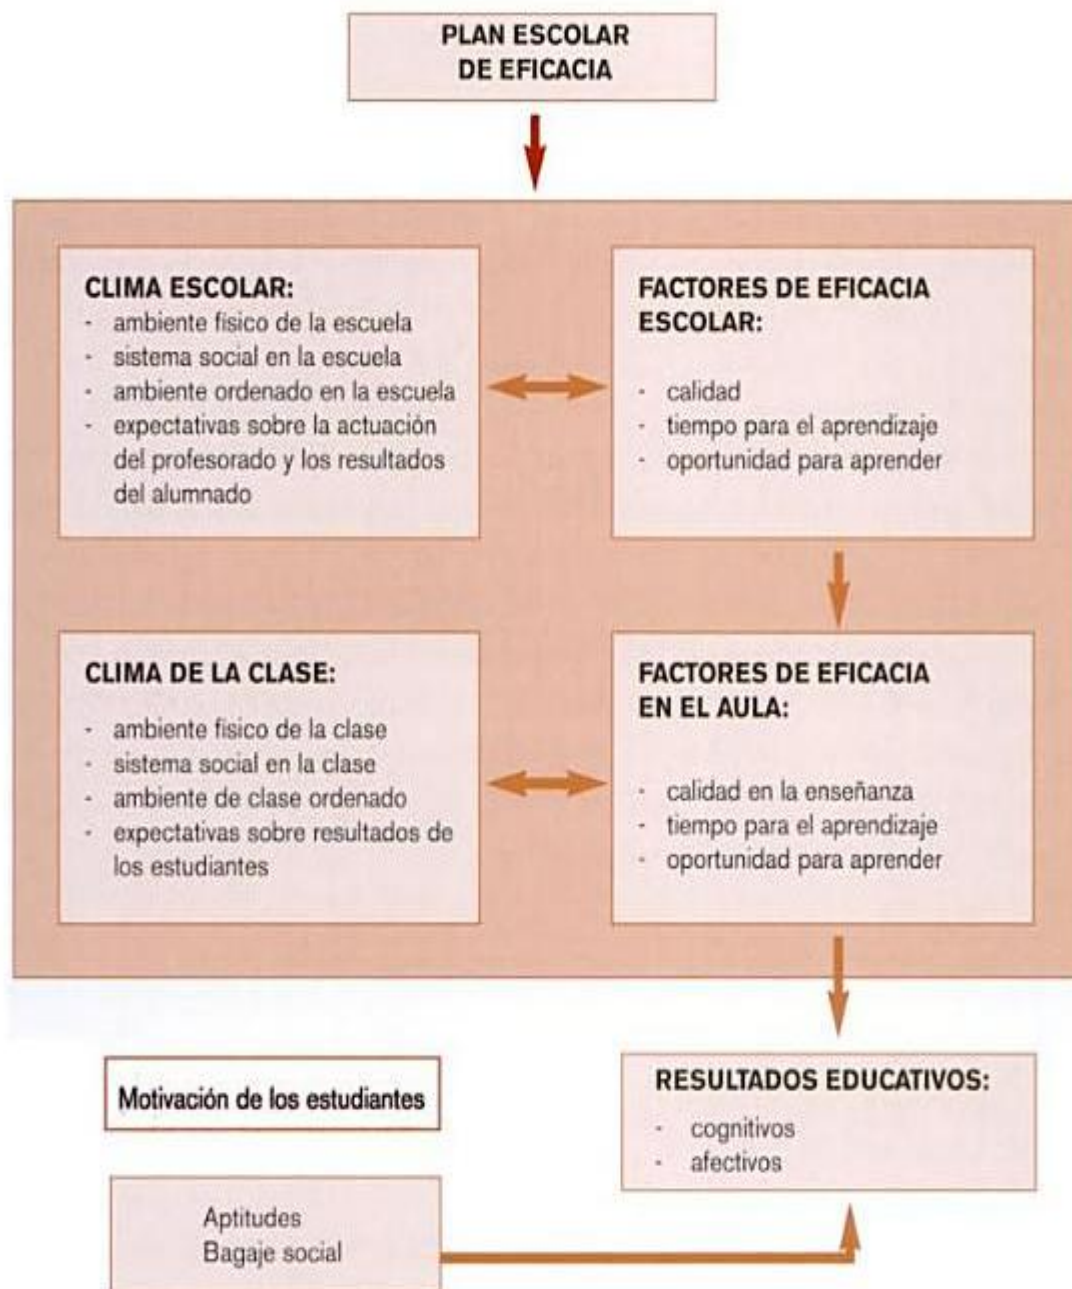 PLAN ESCOLAR
DE EFICACIA
CLIMA ESCOLAR:
- ambiente físico de la escuela
- sistema social en la escuela
- ambiente ordenado en la escuela
- expectativas sobre la actuación
del profesorado y los resultados
del alumnado
FACTORES DE EFICACIA
ESCOLAR:
- calidad
- tiempo para el aprendizaje
- oportunidad para aprender
CLIMA DE LA CLASE:
- ambiente físico de la clase
- sistema social en la clase
- ambiente de clase ordenado
- expectativas sobre resultados de
los estudiantes
FACTORES DE EFICACIA
EN EL AULA:
- calidad en la enseñanza
- tiempo para el aprendizaje
- oportunidad para aprender
Motivación de los estudiantes
RESULTADOS EDUCATIVOS:
- cognitivos
- afectivos
Aptitudes
Bagaje social